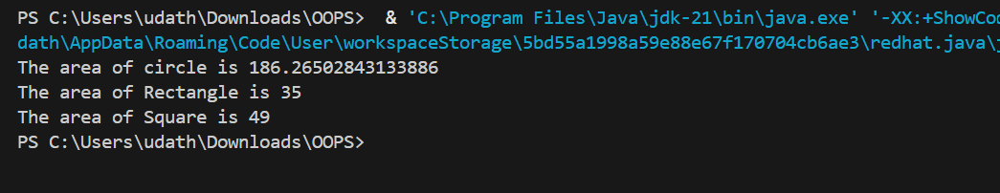 PS C:\Users\udath\Downloads\OOPS>  & 'C:\Program Files\Java\jdk-21\bin\java.exe' '-XX:+ShowCo
dath\AppData\Roaming\Code\User\workspaceStorage\5bd55a1998a59e88e67f170704cb6ae3\redhat.java\j
The area of circle is 186.26502843133886
The area of Rectangle is 35
The area of Square is 49
PS C:\Users\udath\Downloads\OOPS>